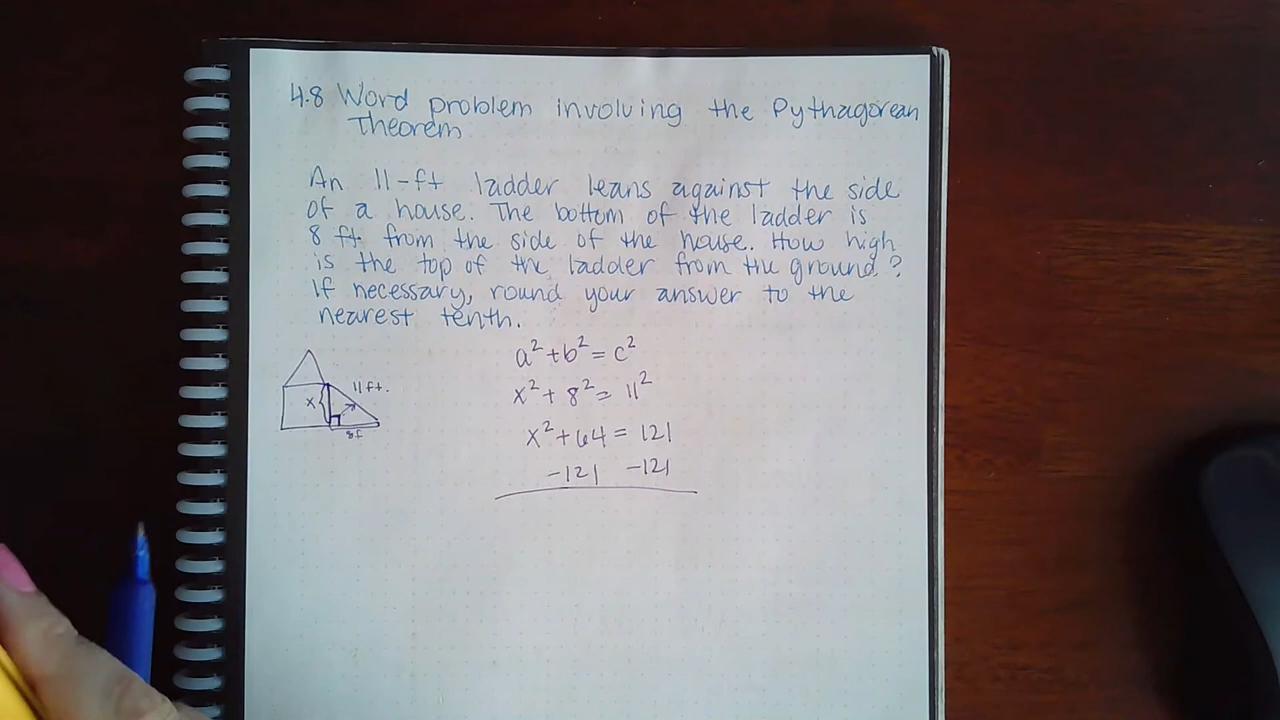 4.8 Word problem involving the Pythagorean
Theorem
An 11-ft ladder leans against the side
of a house. The bottom of the ladder is
8 ft from the side of the house. How high
is the top of the ladder from the ground?
If necessary, round your answer to the
nearest tenth.
11 ft.
x
8f
a² + b² = c²
x² + 8² = 11²
x² + 64 = 121
-121 -121